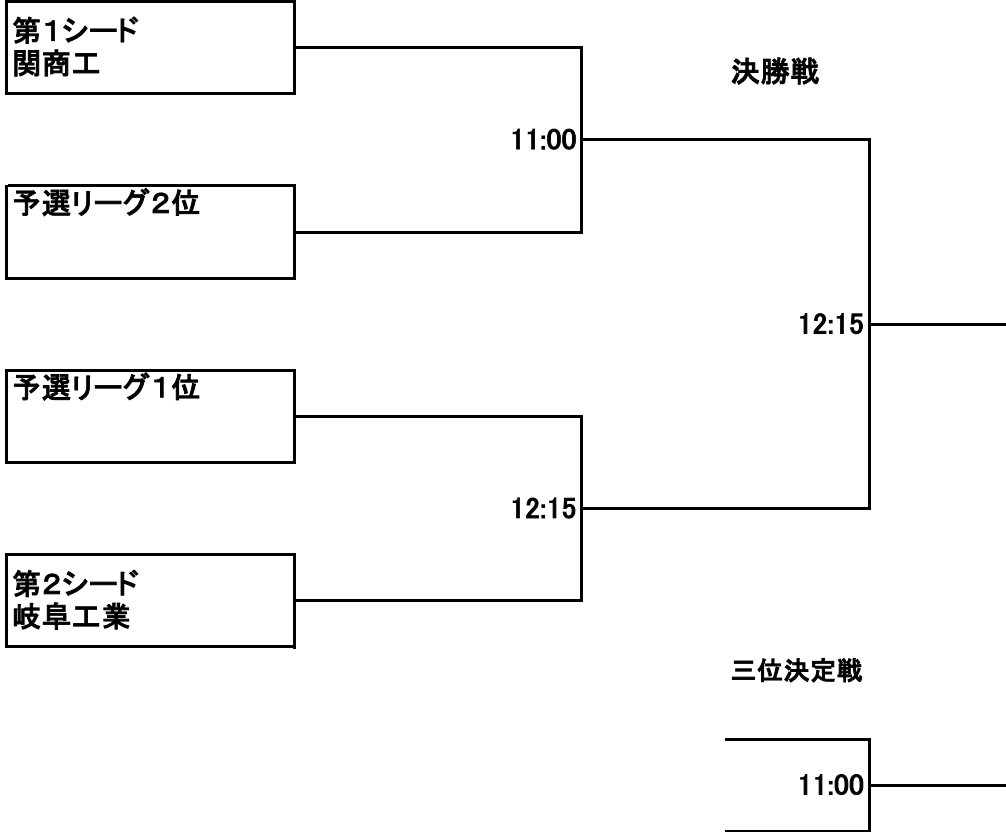 第1シード
関商工
決勝戦
11:00
予選リーグ２位
12:15
予選リーグ１位
12:15
第2シード
岐阜工業
三位決定戦
11:00